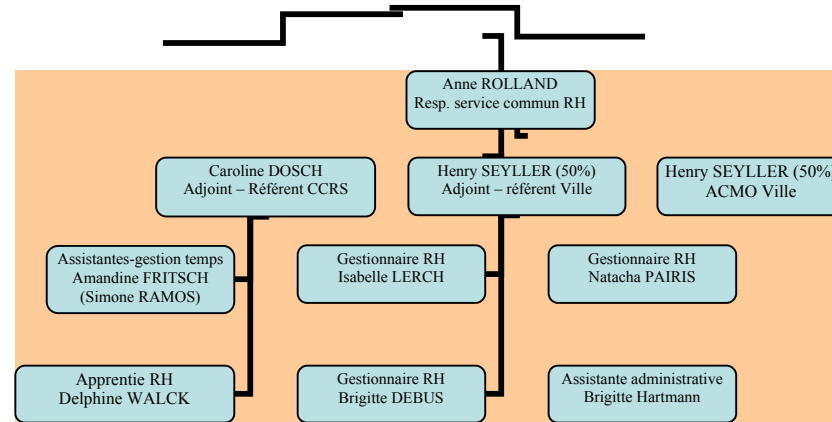 Anne ROLLAND
Resp. service commun RH
Caroline DOSCH
Adjoint – Référent CCRS
Henry SEYLLER (50%)
Adjoint – référent Ville
Henry SEYLLER (50%)
ACMO Ville
Assistantes-gestion temps
Amandine FRITSCH
(Simone RAMOS)
Gestionnaire RH
Isabelle LERCH
Gestionnaire RH
Natacha PAIRIS
Apprentie RH
Delphine WALCK
Gestionnaire RH
Brigitte DEBUS
Assistante administrative
Brigitte Hartmann